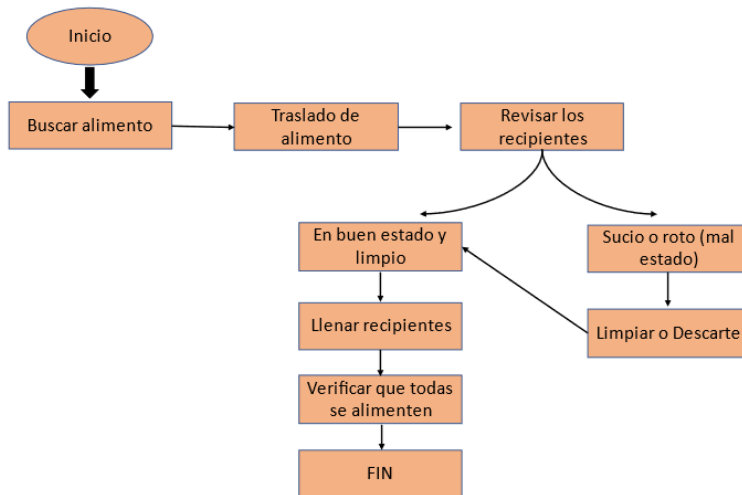 Inicio
Buscar alimento
Traslado de
alimento
Revisar los
recipientes
En buen estado y
limpio
Sucio o roto (mal
estado)
Llenar recipientes
Limpiar o Descarte
Verificar que todas
se alimenten
FIN